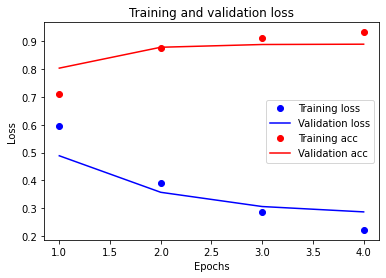 Training and validation loss
Loss
0.9
0.8
0.7
0.6
0.5
0.4
0.3
0.2
Training loss
Validation loss
Training acc
Validation acc
1.0 1.5 2.0 2.5 3.0 3.5 4.0
Epochs